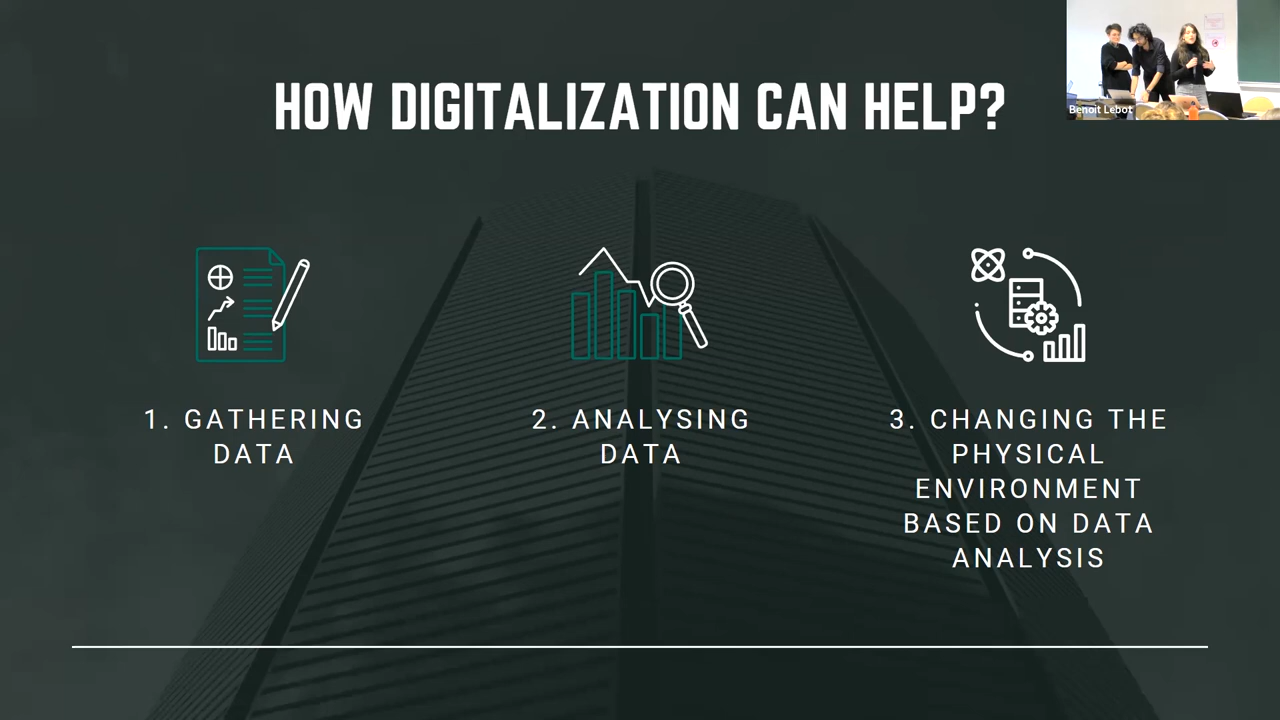 HOW DIGITALIZATION CAN HELP?
Benoit Lebot
1. GATHERING
DATA
2. ANALYSING
DATA
3. CHANGING THE
PHYSICAL
ENVIRONMENT
BASED ON DATA
ANALYSIS